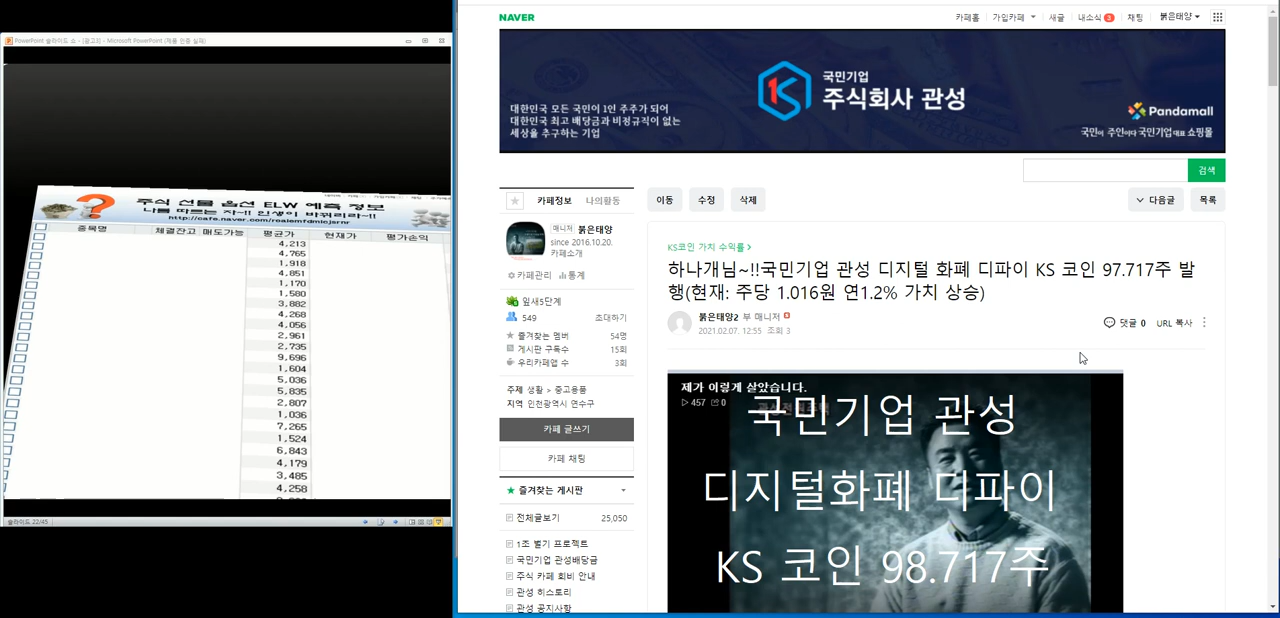 PowerPoint 슬라이드 쇼 - [광고1] - Microsoft PowerPoint (제품 인증 실패)
주식 선물 옵션 ELW 예측 정보
나를 따르는 자~!! 인생이 바뀌리라~!!
종목명 체결잔고 매도가능 평균가 현재가 평가손익
4,213
4,765
1,918
4,851
1,170
1,580
3,882
4,268
4,056
2,961
2,735
9,696
1,604
5,036
5,835
2,807
1,036
7,265
1,524
6,843
4,179
3,485
4,258
슬라이드 22/45
NAVER
카페홈 가입카페 새글 내소식 3 채팅 붉은태양
대한민국 모든 국민이 1인 주주가 되어
대한민국 최고 배당금과 비정규직이 없는
세상을 추구하는 기업
국민기업
주식회사 관성
Pandamall
국민이 주인이다 국민기업대표 쇼핑몰
검색
카페정보 나의활동
매니저 붉은태양
since 2016.10.20.
카페소개
카페관리 통계
잎새5단계
549 초대하기
즐겨찾는 멤버 54명
게시판 구독수 15회
우리카페앱 수 3회
주제 생활 > 중고용품
지역 인천광역시 연수구
카페 글쓰기
카페 채팅
즐겨찾는 게시판
전체글보기 25,050
1조 벌기 프로젝트
국민기업 관성배당금
주식 카페 회비 안내
관성 히스토리
관성 공지사항
이동 수정 삭제 다음글 목록
KS코인 가치 수익률 >
하나개님~!!국민기업 관성 디지털 화폐 디파이 KS 코인 97.717주 발
행(현재: 주당 1.016원 연1.2% 가치 상승)
붉은태양2 부 매니저
2021.02.07. 12:55 조회 3
댓글 0 URL 복사
제가 이렇게 살았습니다.
457 0
국민기업 관성
디지털화폐 디파이
KS 코인 98.717주